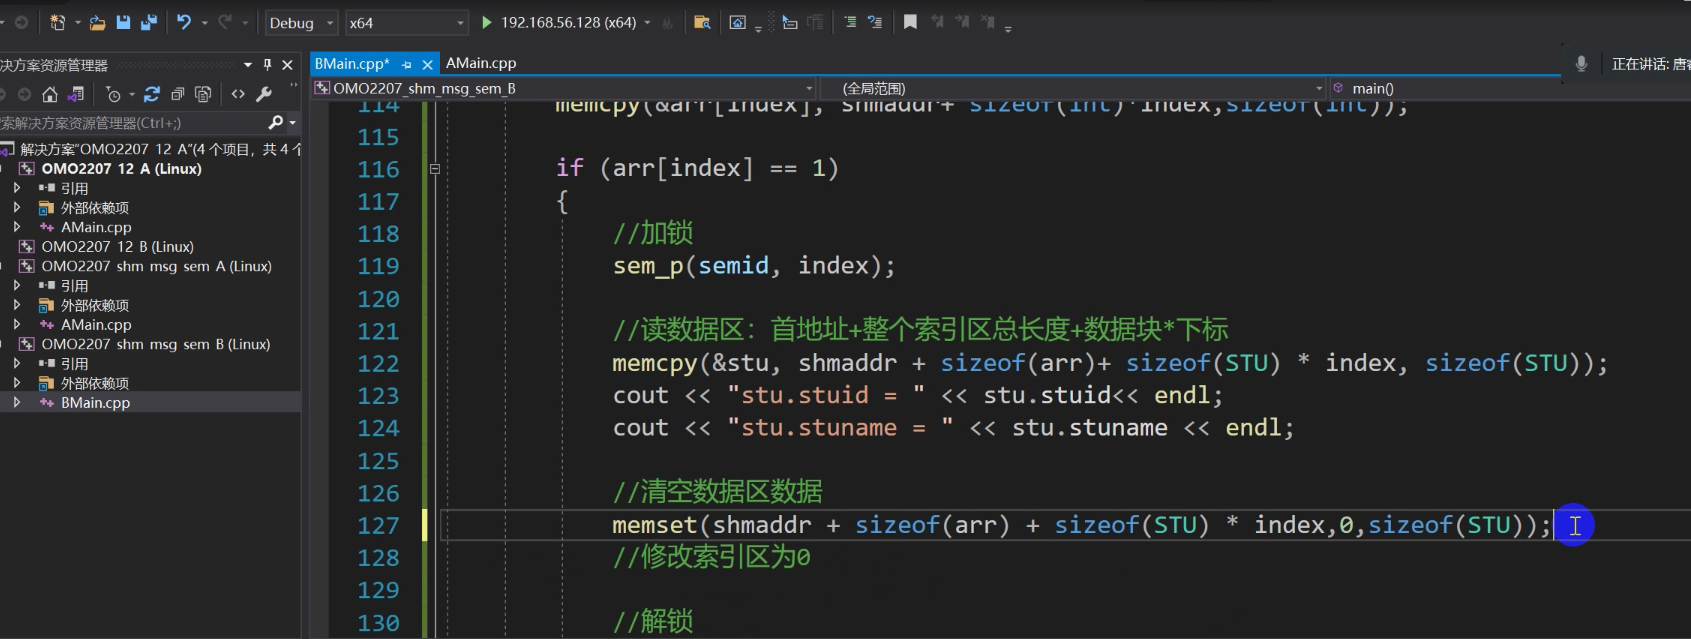 Debug x64 192.168.56.128 (x64)
决方案资源管理器
BMain.cpp* AMain.cpp
正在讲话: 唐
OMO2207_shm_msg_sem_B (全局范围) main()
索解决方案资源管理器(Ctrl+;)
解决方案"OMO2207 12 A"(4 个项目, 共 4 个
OMO2207 12 A (Linux)
引用
外部依赖项
AMain.cpp
OMO2207 12 B (Linux)
OMO2207 shm msg sem A (Linux)
引用
外部依赖项
AMain.cpp
OMO2207 shm msg sem B (Linux)
引用
外部依赖项
BMain.cpp
114 memcpy(&arr[index], shmaddr+ sizeof(int)*index,sizeof(int));
115
116 if (arr[index] == 1)
117 {
118 //加锁
119 sem_p(semid, index);
120
121 //读数据区: 首地址+整个索引区总长度+数据块*下标
122 memcpy(&stu, shmaddr + sizeof(arr)+ sizeof(STU) * index, sizeof(STU));
123 cout << "stu.stuid = " << stu.stuid<< endl;
124 cout << "stu.stuname = " << stu.stuname << endl;
125
126 //清空数据区数据
127 memset(shmaddr + sizeof(arr) + sizeof(STU) * index,0,sizeof(STU));
128 //修改索引区为0
129
130 //解锁